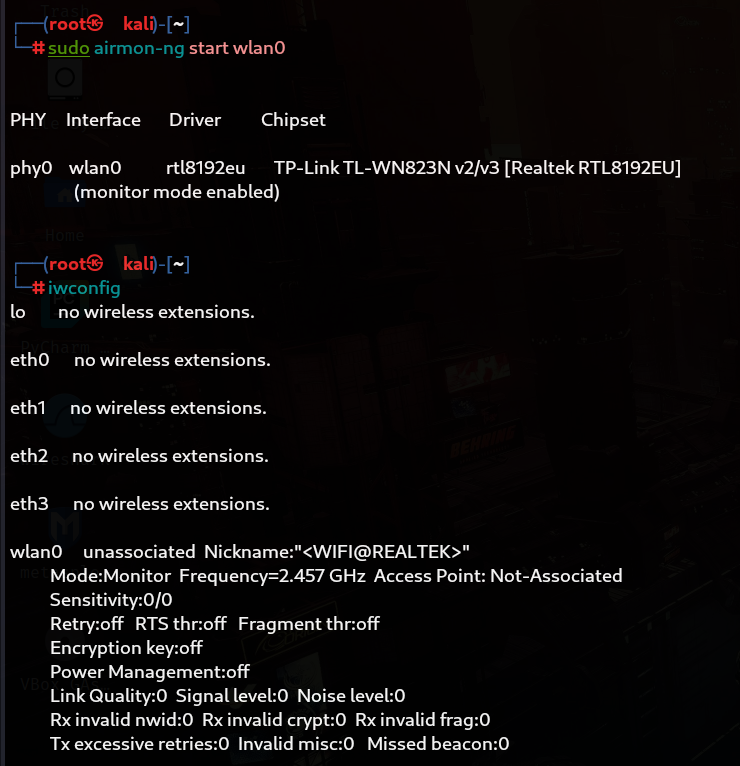 Trash
┌──(root㉿ kali)-[~]
└─# sudo airmon-ng start wlan0
PHY Interface Driver Chipset
phy0 wlan0 rtl8192eu TP-Link TL-WN823N v2/v3 [Realtek RTL8192EU]
(monitor mode enabled)
Home
┌──(root㉿ kali)-[~]
└─# iwconfig
lo no wireless extensions.
PyCharm
eth0 no wireless extensions.
eth1 no wireless extensions.
eth2 no wireless extensions.
eth3 no wireless extensions.
wlan0 unassociated Nickname:"<WIFI@REALTEK>"
Mode:Monitor Frequency=2.457 GHz Access Point: Not-Associated
Sensitivity:0/0
Retry:off RTS thr:off Fragment thr:off
Encryption key:off
Power Management:off
Link Quality:0 Signal level:0 Noise level:0
Rx invalid nwid:0 Rx invalid crypt:0 Rx invalid frag:0
Tx excessive retries:0 Invalid misc:0 Missed beacon:0